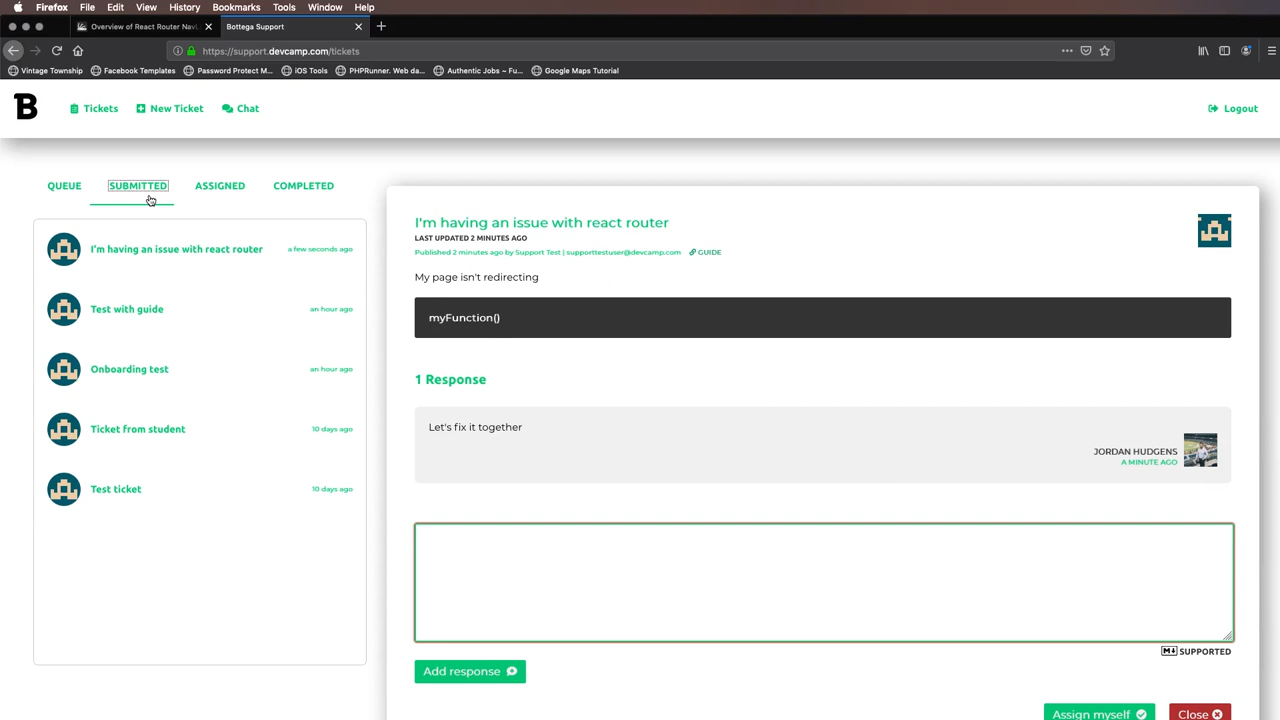 Firefox File Edit View History Bookmarks Tools Window Help
Overview of React Router Navi
Bottega Support
https://support.devcamp.com/tickets
Vintage Township Facebook Templates Password Protect M... iOS Tools PHPRunner. Web da... Authentic Jobs ~ Fu... Google Maps Tutorial
B Tickets New Ticket Chat Logout
QUEUE SUBMITTED ASSIGNED COMPLETED
I'm having an issue with react router a few seconds ago
Test with guide an hour ago
Onboarding test an hour ago
Ticket from student 10 days ago
Test ticket 10 days ago
I'm having an issue with react router
LAST UPDATED 2 MINUTES AGO
Published 2 minutes ago by Support Test | supporttestuser@devcamp.com GUIDE
My page isn't redirecting
myFunction()
1 Response
Let's fix it together
JORDAN HUDGENS
A MINUTE AGO
M SUPPORTED
Add response
Assign myself Close